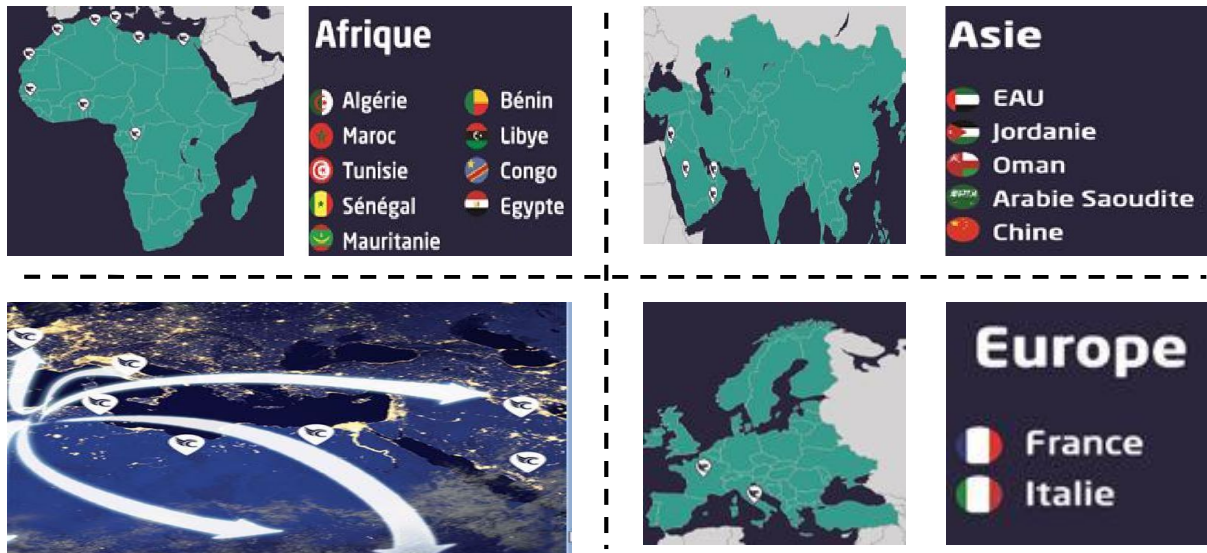 Afrique
Algérie
Maroc
Tunisie
Sénégal
Mauritanie
Bénin
Libye
Congo
Egypte
Asie
EAU
Jordanie
Oman
Arabie Saoudite
Chine
Europe
France
Italie